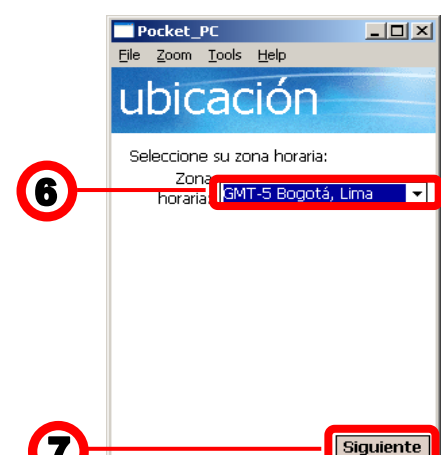 Pocket_PC
File Zoom Tools Help
ubicación
Seleccione su zona horaria:
Zona
horaria: GMT-5 Bogotá, Lima
6
7
Siguiente